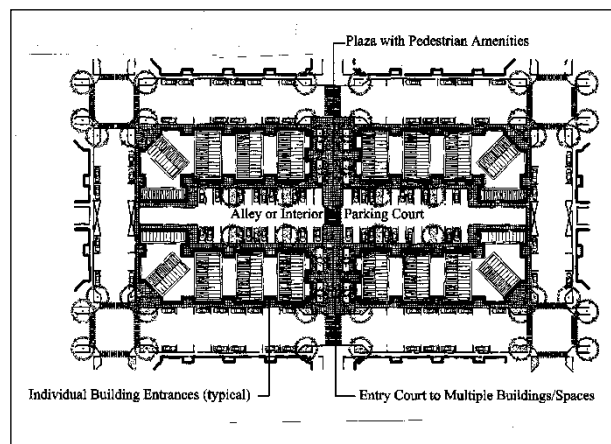 Plaza with Pedestrian Amenities
Alley or Interior Parking Court
Individual Building Entrances (typical)
Entry Court to Multiple Buildings/Spaces